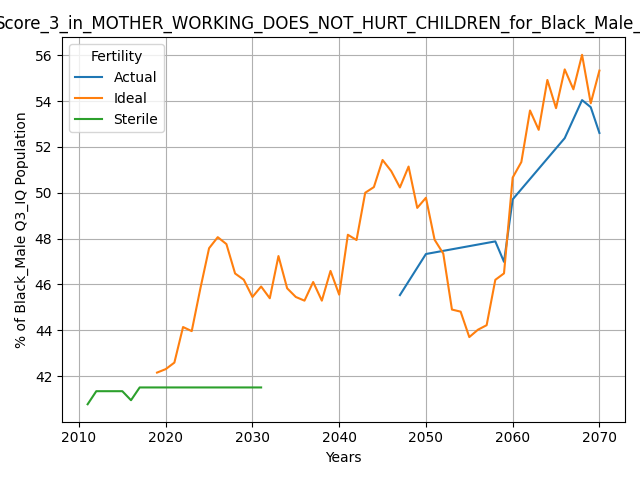 Score_3_in_MOTHER_WORKING_DOES_NOT_HURT_CHILDREN_for_Black_Male_
Fertility
Actual
Ideal
Sterile
% of Black_Male Q3_IQ Population
56
54
52
50
48
46
44
42
2010 2020 2030 2040 2050 2060 2070
Years